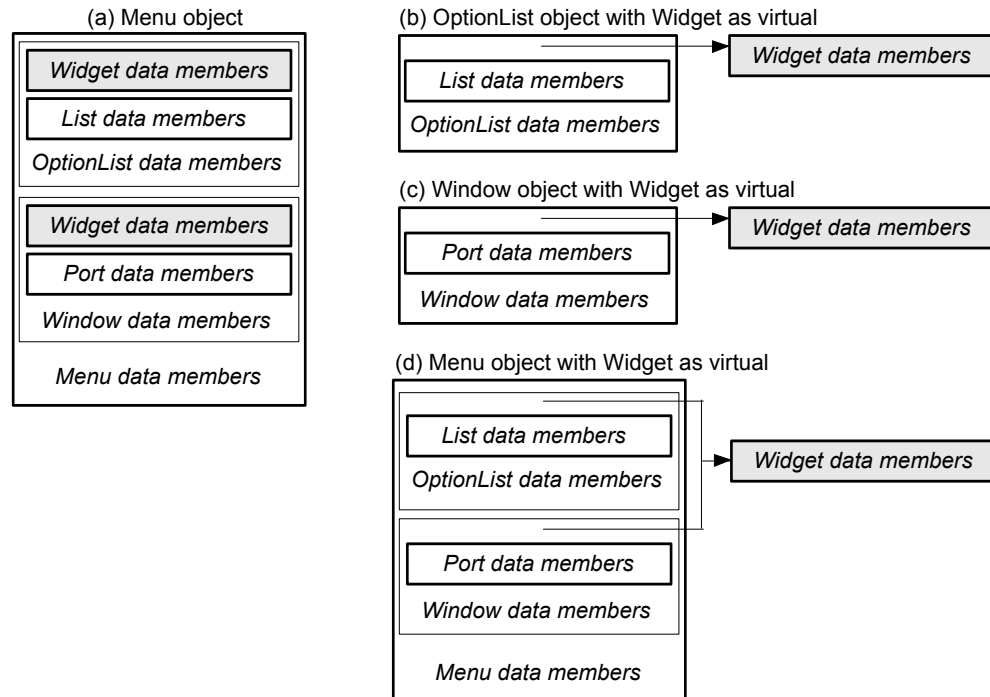 (a) Menu object
Widget data members
List data members
OptionList data members
Widget data members
Port data members
Window data members
Menu data members
(b) OptionList object with Widget as virtual
Widget data members
List data members
OptionList data members
(c) Window object with Widget as virtual
Widget data members
Port data members
Window data members
(d) Menu object with Widget as virtual
List data members
OptionList data members
Widget data members
Port data members
Window data members
Menu data members